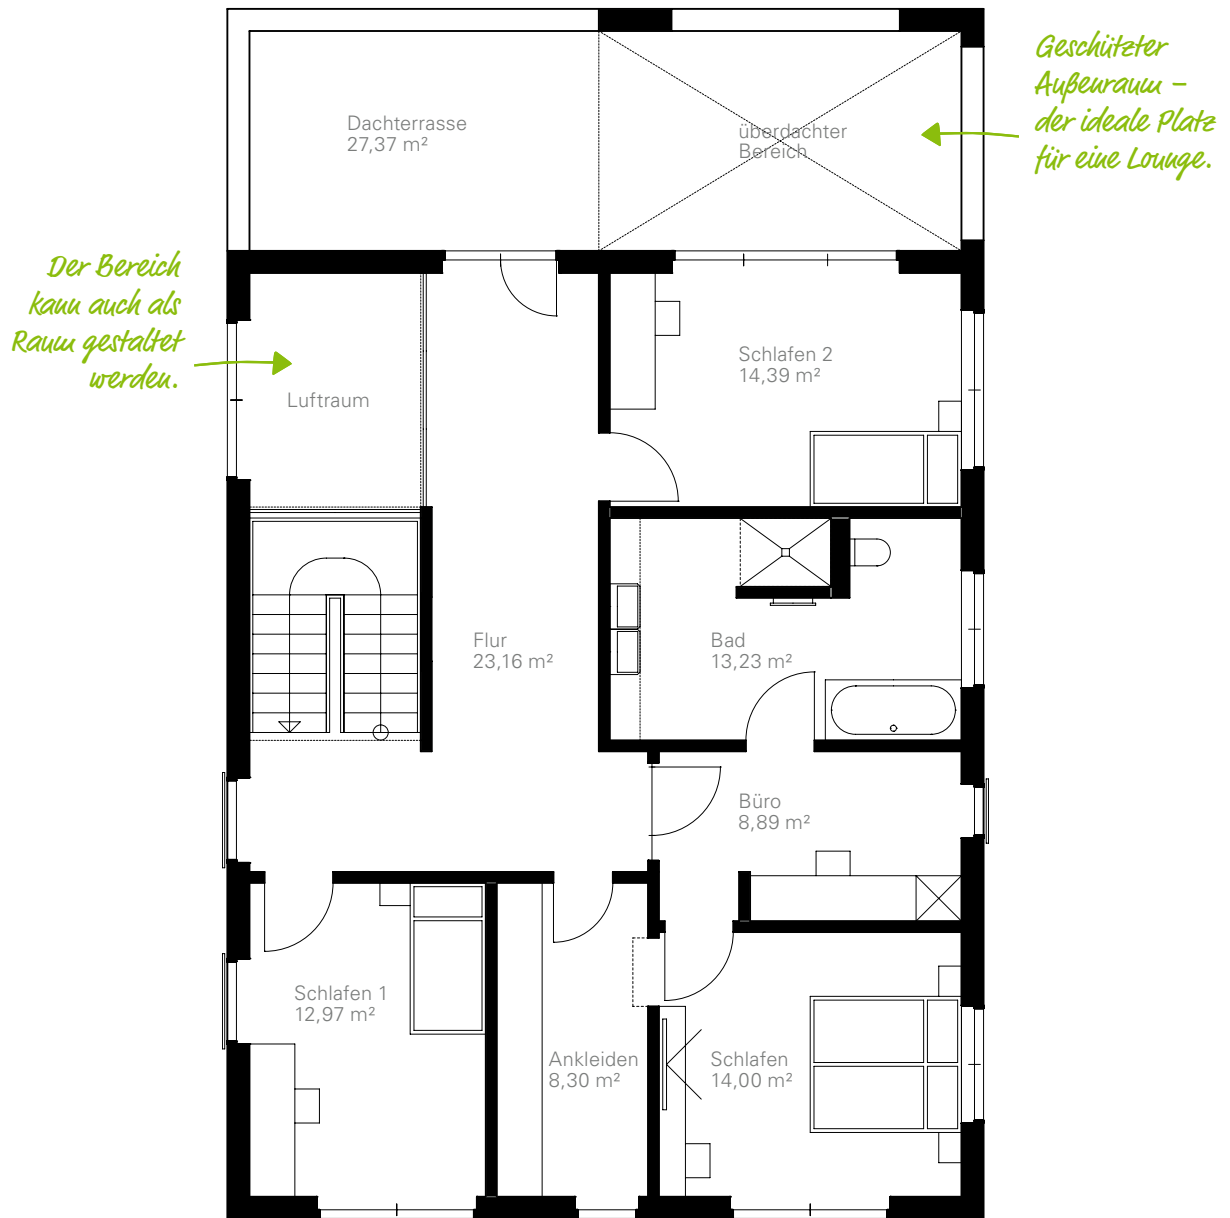 Geschützter
Außenraum –
der ideale Platz
für eine Lounge.
Dachterrasse
27,37 m²
überdachter
Bereich
Der Bereich
kann auch als
Raum gestaltet
werden.
Luftraum
Schlafen 2
14,39 m²
Flur
23,16 m²
Bad
13,23 m²
Büro
8,89 m²
Schlafen 1
12,97 m²
Ankleiden
8,30 m²
Schlafen
14,00 m²